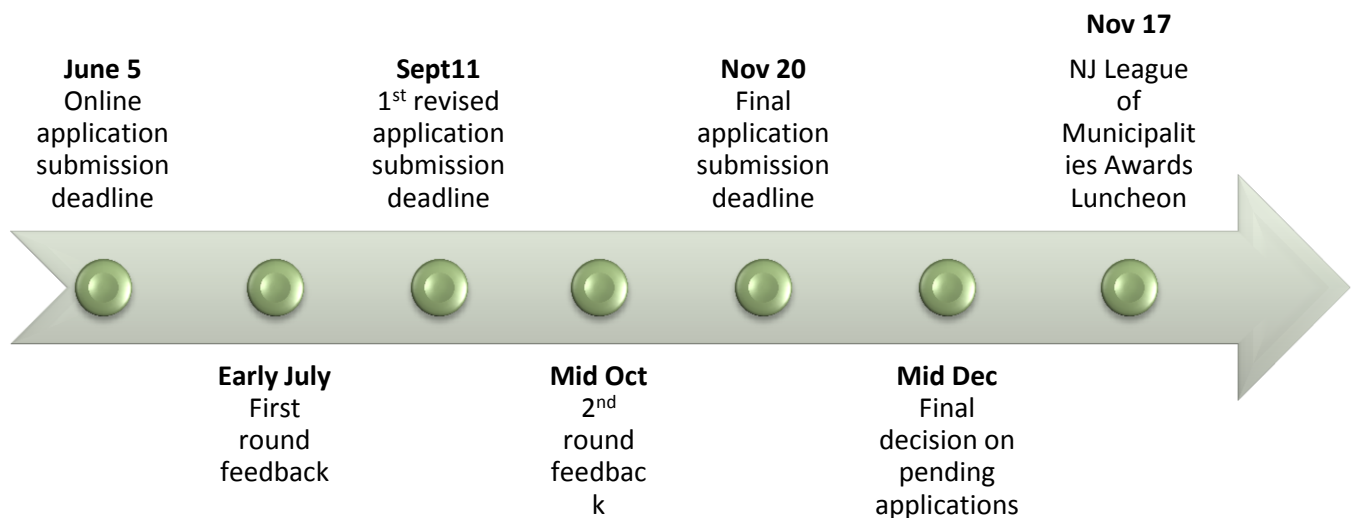 June 5
Online
application
submission
deadline
Early July
First
round
feedback
Sept11
1st revised
application
submission
deadline
Mid Oct
2nd
round
feedbac
k
Nov 20
Final
application
submission
deadline
Mid Dec
Final
decision on
pending
applications
Nov 17
NJ League
of
Municipalit
ies Awards
Luncheon